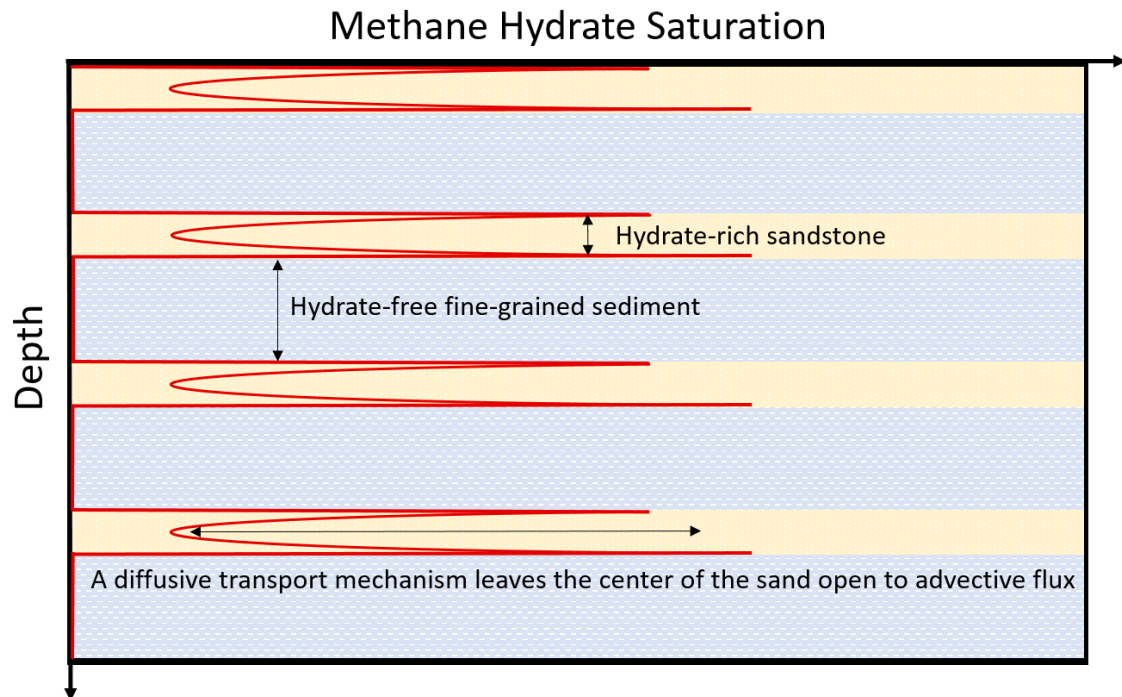 Methane Hydrate Saturation
Depth
Hydrate-rich sandstone
Hydrate-free fine-grained sediment
A diffusive transport mechanism leaves the center of the sand open to advective flux